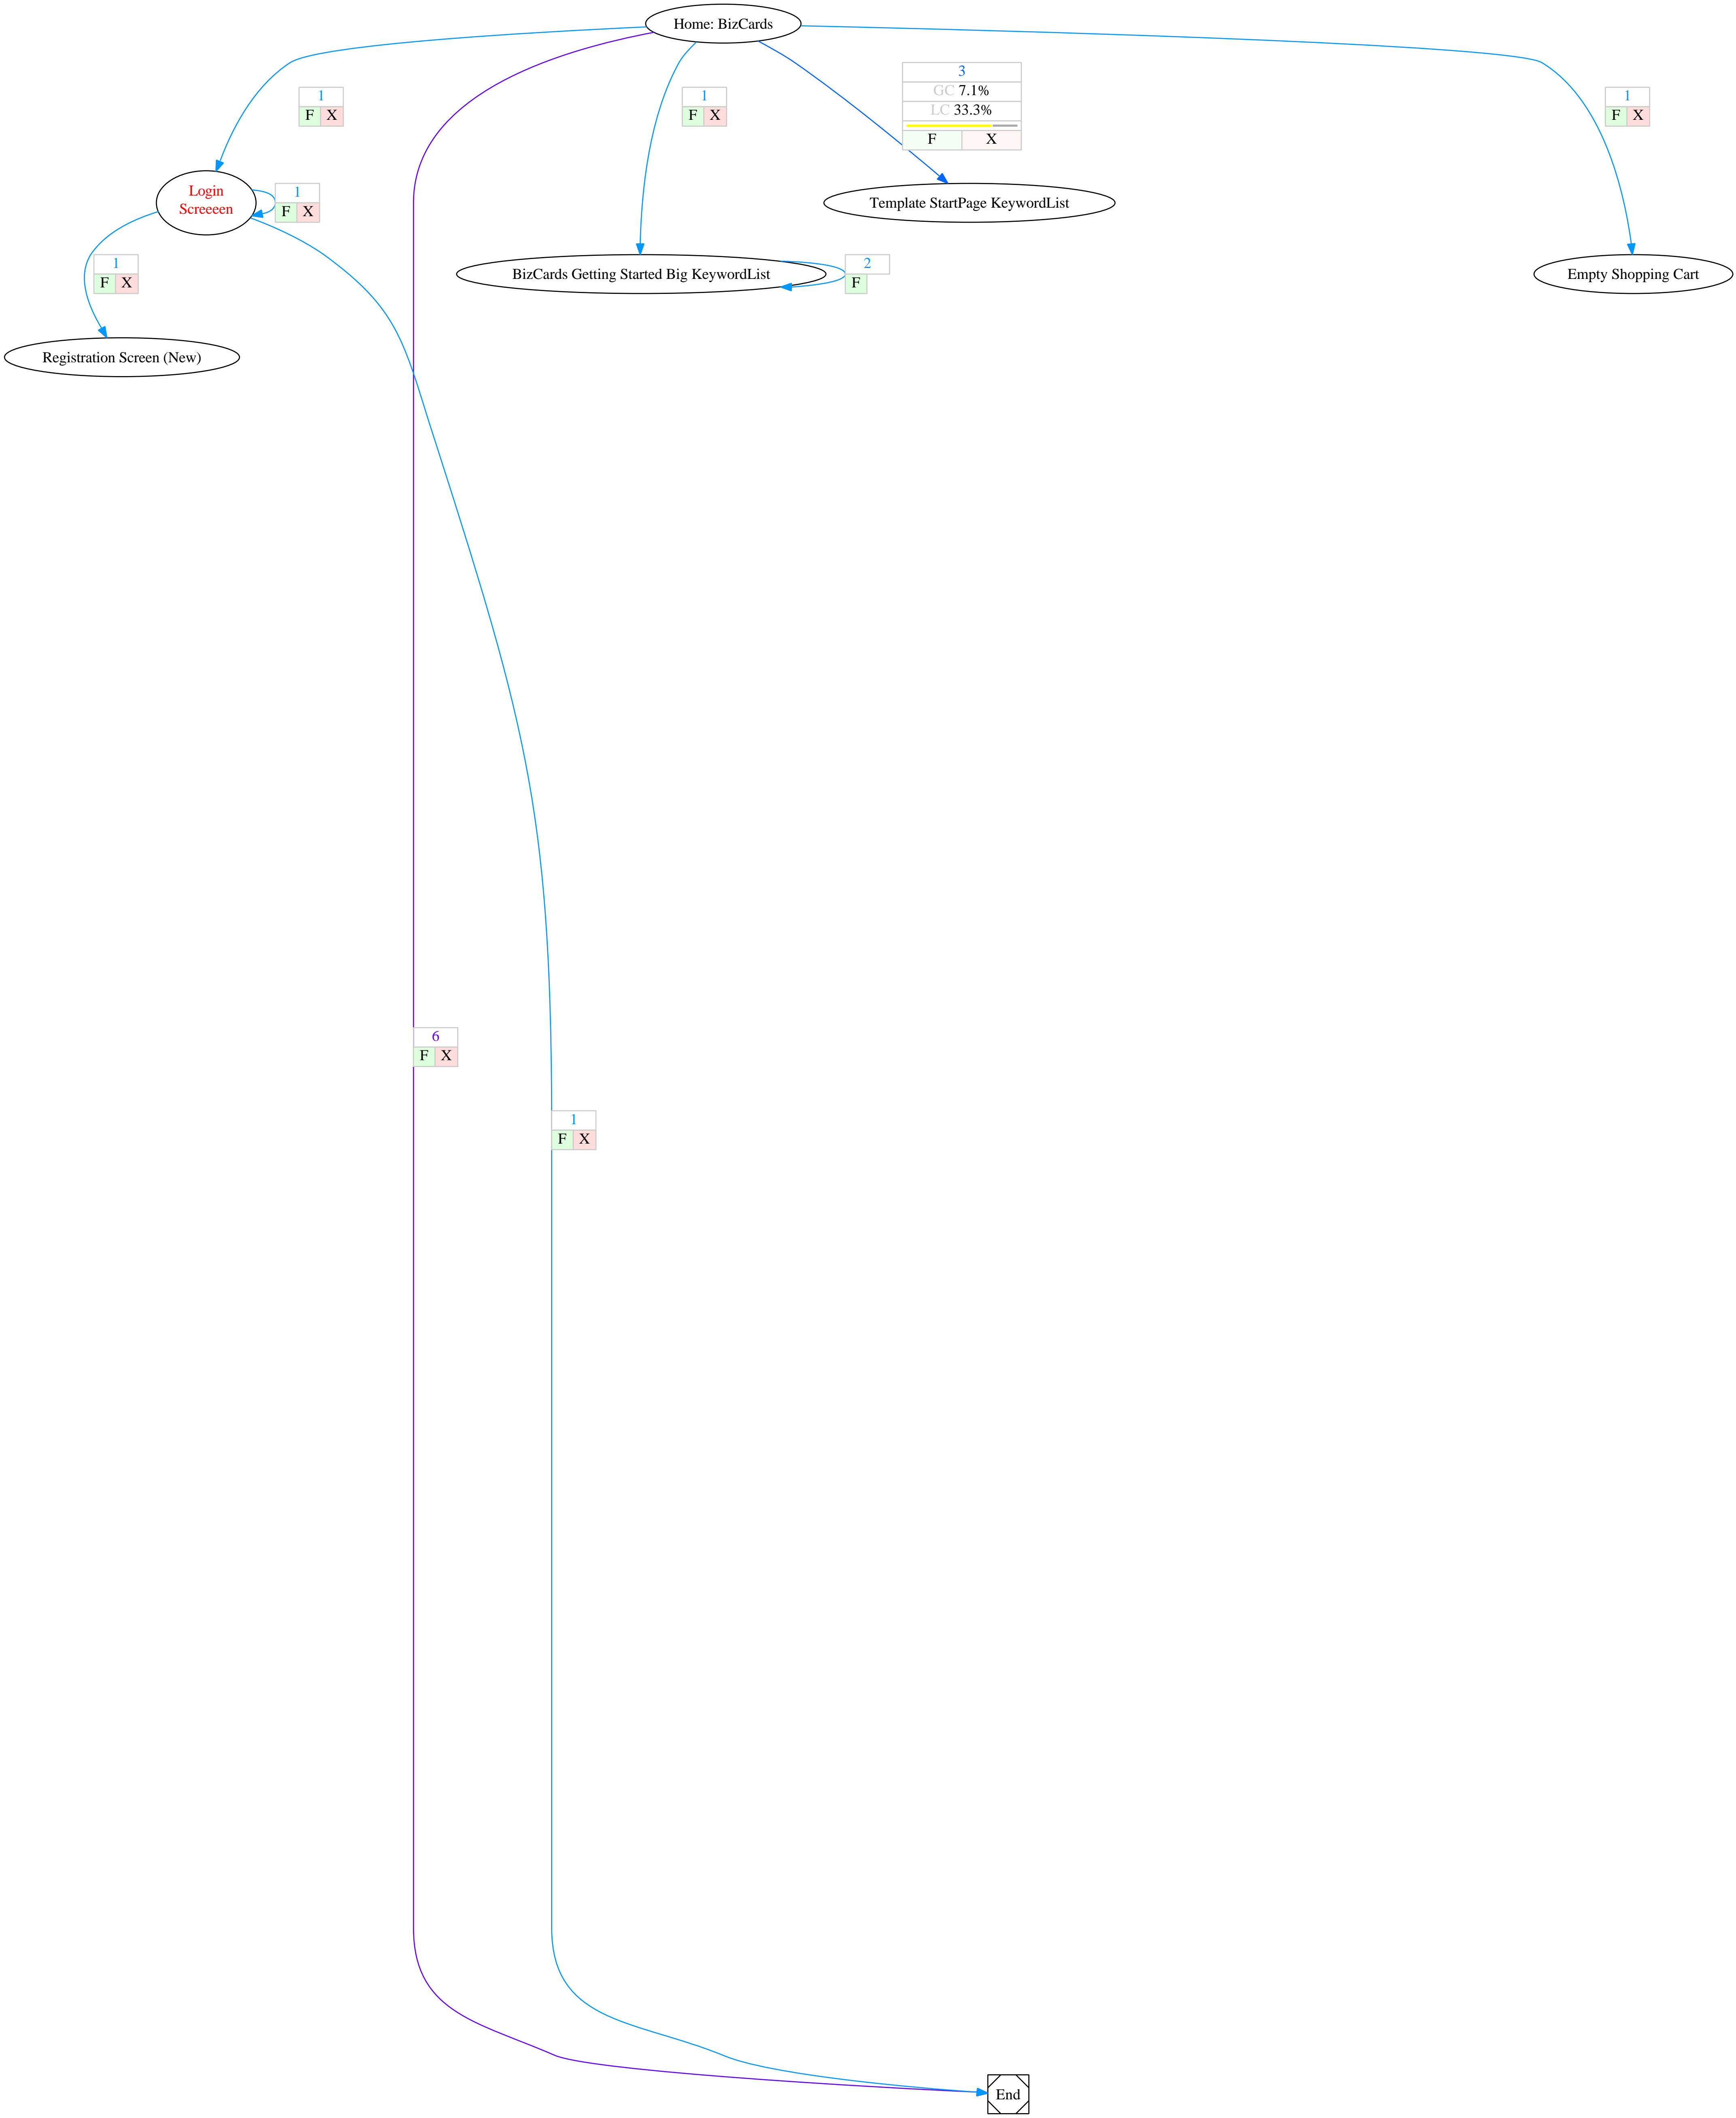 Home: BizCards
3
GC 7.1%
LC 33.3%
F X
1
F X
1
F X
1
F X
Login
Screeeen
1
F X
Template StartPage KeywordList
1
F X
BizCards Getting Started Big KeywordList
2
F
Empty Shopping Cart
Registration Screen (New)
6
F X
1
F X
End